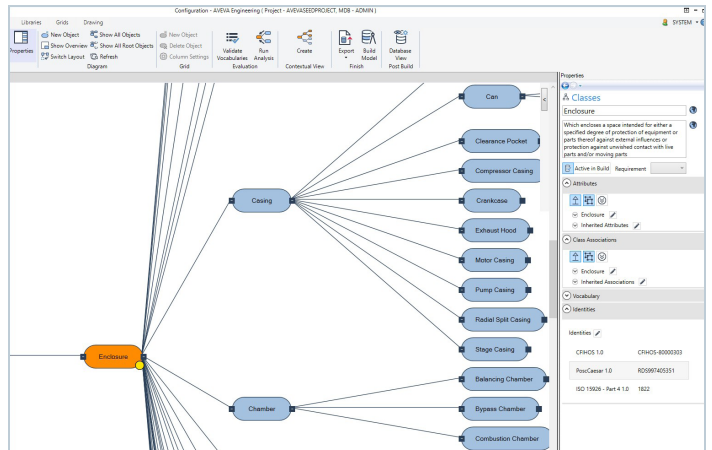 Configuration - AVEVA Engineering ( Project - AVEVASEEDPROJECT, MDB - ADMIN )
Libraries Grids Drawing
SYSTEM
Properties
New Object Show All Objects
Show Overview Show All Root Objects
Switch Layout Refresh
Diagram
New Object
Delete Object
Column Settings
Grid
Validate Vocabularies
Run Analysis
Evaluation
Create
Contextual View
Export
Build Model
Finish
Database View
Post Build
Can
Clearance Pocket
Compressor Casing
Casing
Crankcase
Exhaust Hood
Motor Casing
Pump Casing
Radial Split Casing
Stage Casing
Enclosure
Balancing Chamber
Chamber
Bypass Chamber
Combustion Chamber
Properties
Classes
Enclosure
Which encloses a space intended for either a
specified degree of protection of equipment or
parts thereof against external influences or
protection against unwished contact with live
parts and/or moving parts
Active in Build Requirement
Attributes
Enclosure
Inherited Attributes
Class Associations
Enclosure
Inherited Associations
Vocabulary
Identities
Identities
CFIHOS 1.0 CFIHOS-80000303
PoscCaesar 1.0 RDS997405351
ISO 15926 - Part 4 1.0 1822